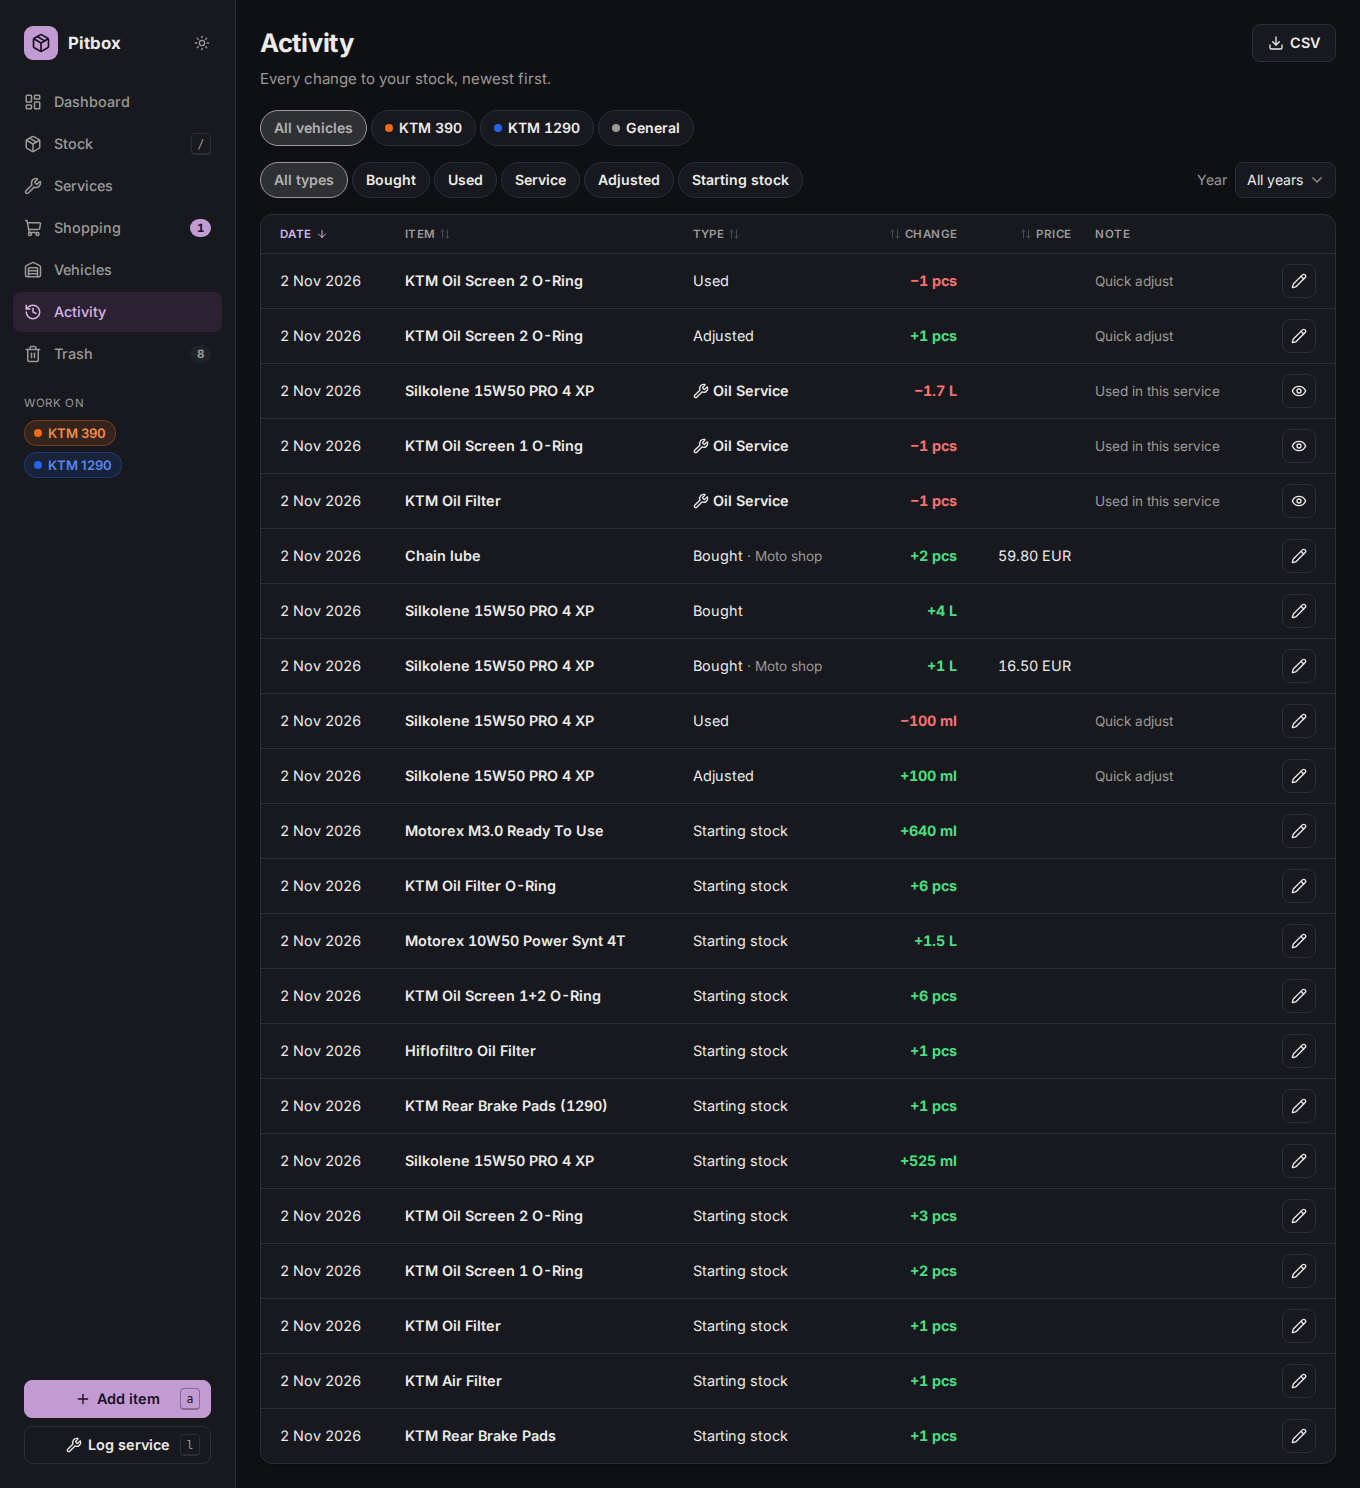 Pitbox
Dashboard
Stock /
Services
Shopping 1
Vehicles
Activity
Trash 8
WORK ON
KTM 390
KTM 1290
Add item a
Log service l
Activity
CSV
Every change to your stock, newest first.
All vehicles KTM 390 KTM 1290 General
All types Bought Used Service Adjusted Starting stock Year All years
DATE ITEM TYPE CHANGE PRICE NOTE
2 Nov 2026 KTM Oil Screen 2 O-Ring Used −1 pcs Quick adjust
2 Nov 2026 KTM Oil Screen 2 O-Ring Adjusted +1 pcs Quick adjust
2 Nov 2026 Silkolene 15W50 PRO 4 XP Oil Service −1.7 L Used in this service
2 Nov 2026 KTM Oil Screen 1 O-Ring Oil Service −1 pcs Used in this service
2 Nov 2026 KTM Oil Filter Oil Service −1 pcs Used in this service
2 Nov 2026 Chain lube Bought · Moto shop +2 pcs 59.80 EUR
2 Nov 2026 Silkolene 15W50 PRO 4 XP Bought +4 L
2 Nov 2026 Silkolene 15W50 PRO 4 XP Bought · Moto shop +1 L 16.50 EUR
2 Nov 2026 Silkolene 15W50 PRO 4 XP Used −100 ml Quick adjust
2 Nov 2026 Silkolene 15W50 PRO 4 XP Adjusted +100 ml Quick adjust
2 Nov 2026 Motorex M3.0 Ready To Use Starting stock +640 ml
2 Nov 2026 KTM Oil Filter O-Ring Starting stock +6 pcs
2 Nov 2026 Motorex 10W50 Power Synt 4T Starting stock +1.5 L
2 Nov 2026 KTM Oil Screen 1+2 O-Ring Starting stock +6 pcs
2 Nov 2026 Hiflofiltro Oil Filter Starting stock +1 pcs
2 Nov 2026 KTM Rear Brake Pads (1290) Starting stock +1 pcs
2 Nov 2026 Silkolene 15W50 PRO 4 XP Starting stock +525 ml
2 Nov 2026 KTM Oil Screen 2 O-Ring Starting stock +3 pcs
2 Nov 2026 KTM Oil Screen 1 O-Ring Starting stock +2 pcs
2 Nov 2026 KTM Oil Filter Starting stock +1 pcs
2 Nov 2026 KTM Air Filter Starting stock +1 pcs
2 Nov 2026 KTM Rear Brake Pads Starting stock +1 pcs